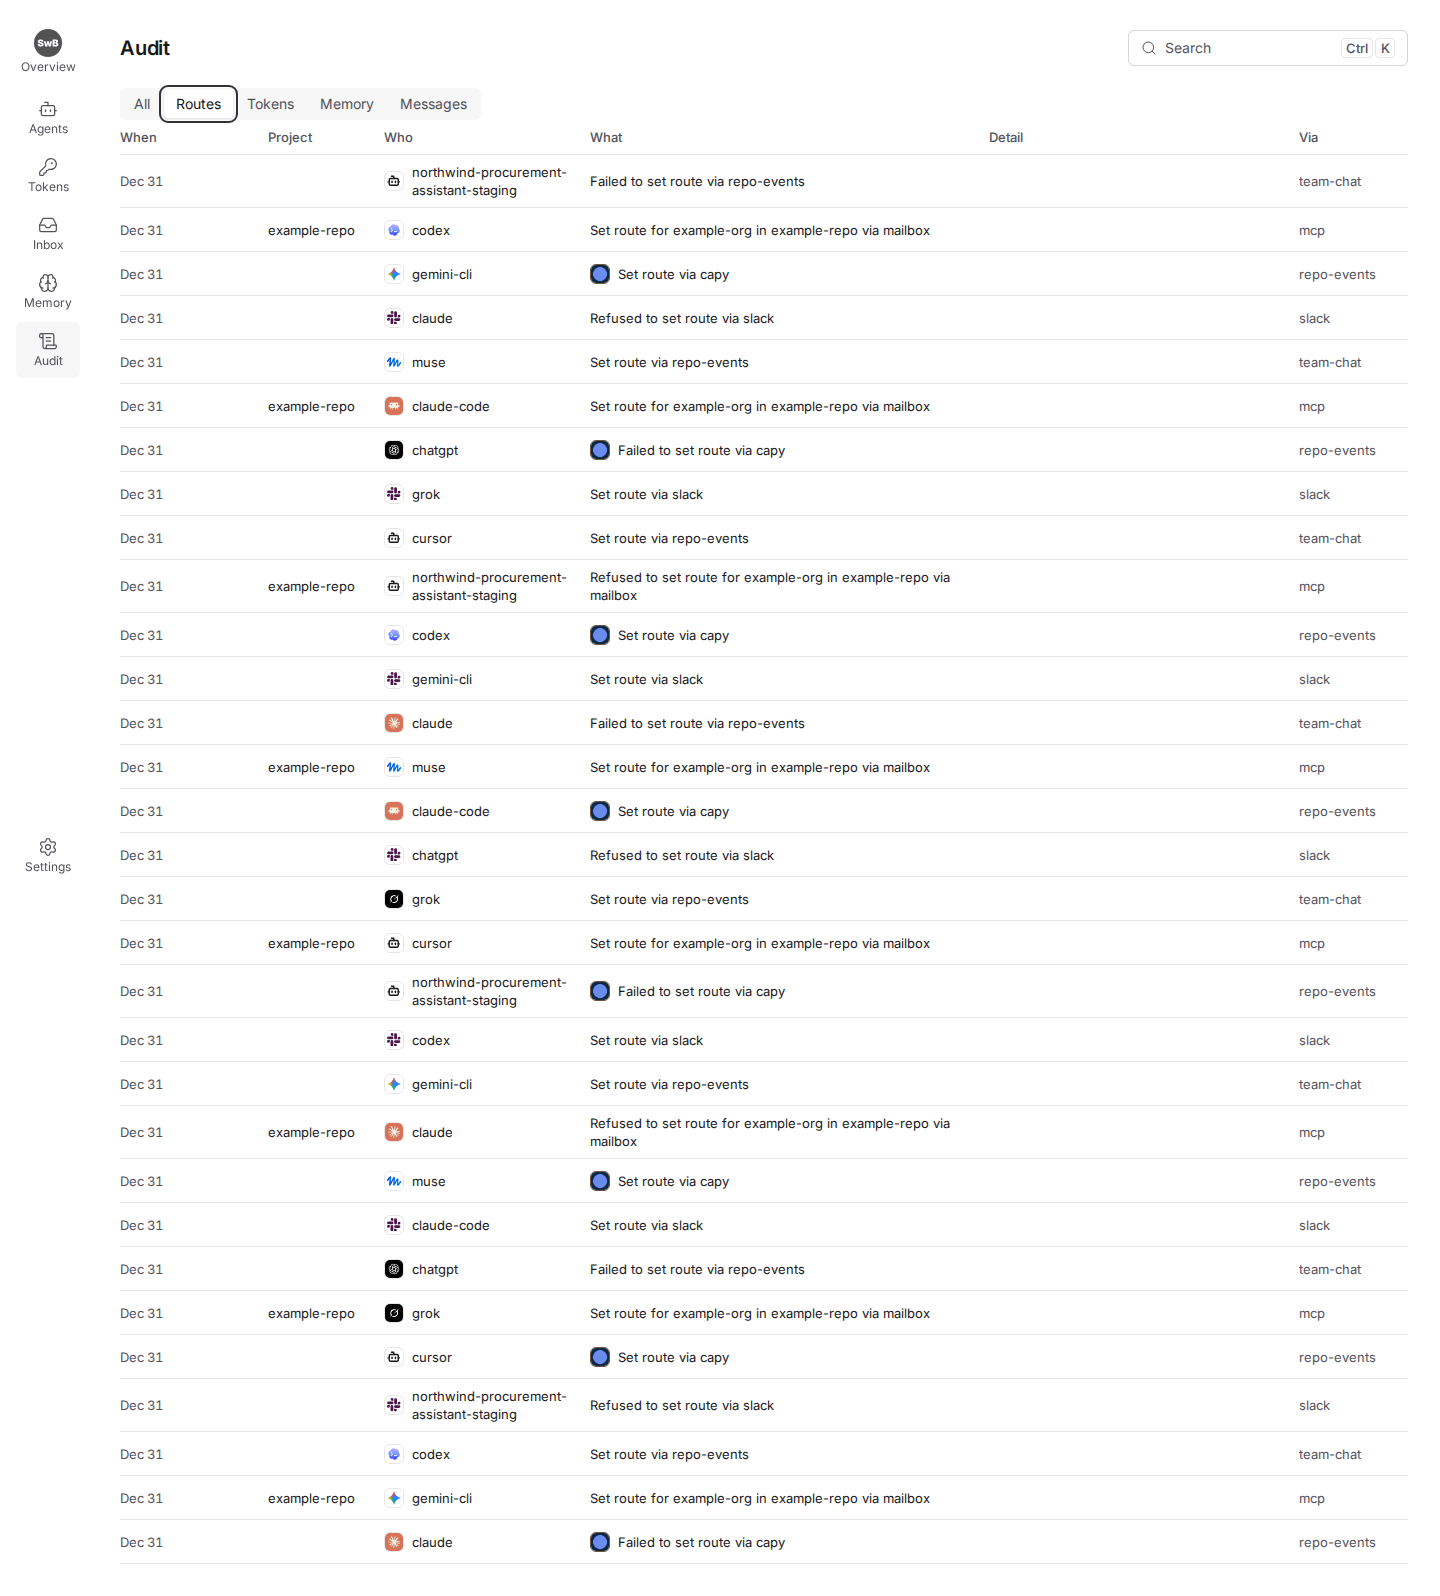 SwB
Overview
Agents
Tokens
Inbox
Memory
Audit
Settings
Audit
Search Ctrl K
All Routes Tokens Memory Messages
When Project Who What Detail Via
Dec 31 northwind-procurement-assistant-staging Failed to set route via repo-events team-chat
Dec 31 example-repo codex Set route for example-org in example-repo via mailbox mcp
Dec 31 gemini-cli Set route via capy repo-events
Dec 31 claude Refused to set route via slack slack
Dec 31 muse Set route via repo-events team-chat
Dec 31 example-repo claude-code Set route for example-org in example-repo via mailbox mcp
Dec 31 chatgpt Failed to set route via capy repo-events
Dec 31 grok Set route via slack slack
Dec 31 cursor Set route via repo-events team-chat
Dec 31 example-repo northwind-procurement-assistant-staging Refused to set route for example-org in example-repo via mailbox mcp
Dec 31 codex Set route via capy repo-events
Dec 31 gemini-cli Set route via slack slack
Dec 31 claude Failed to set route via repo-events team-chat
Dec 31 example-repo muse Set route for example-org in example-repo via mailbox mcp
Dec 31 claude-code Set route via capy repo-events
Dec 31 chatgpt Refused to set route via slack slack
Dec 31 grok Set route via repo-events team-chat
Dec 31 example-repo cursor Set route for example-org in example-repo via mailbox mcp
Dec 31 northwind-procurement-assistant-staging Failed to set route via capy repo-events
Dec 31 codex Set route via slack slack
Dec 31 gemini-cli Set route via repo-events team-chat
Dec 31 example-repo claude Refused to set route for example-org in example-repo via mailbox mcp
Dec 31 muse Set route via capy repo-events
Dec 31 claude-code Set route via slack slack
Dec 31 chatgpt Failed to set route via repo-events team-chat
Dec 31 example-repo grok Set route for example-org in example-repo via mailbox mcp
Dec 31 cursor Set route via capy repo-events
Dec 31 northwind-procurement-assistant-staging Refused to set route via slack slack
Dec 31 codex Set route via repo-events team-chat
Dec 31 example-repo gemini-cli Set route for example-org in example-repo via mailbox mcp
Dec 31 claude Failed to set route via capy repo-events